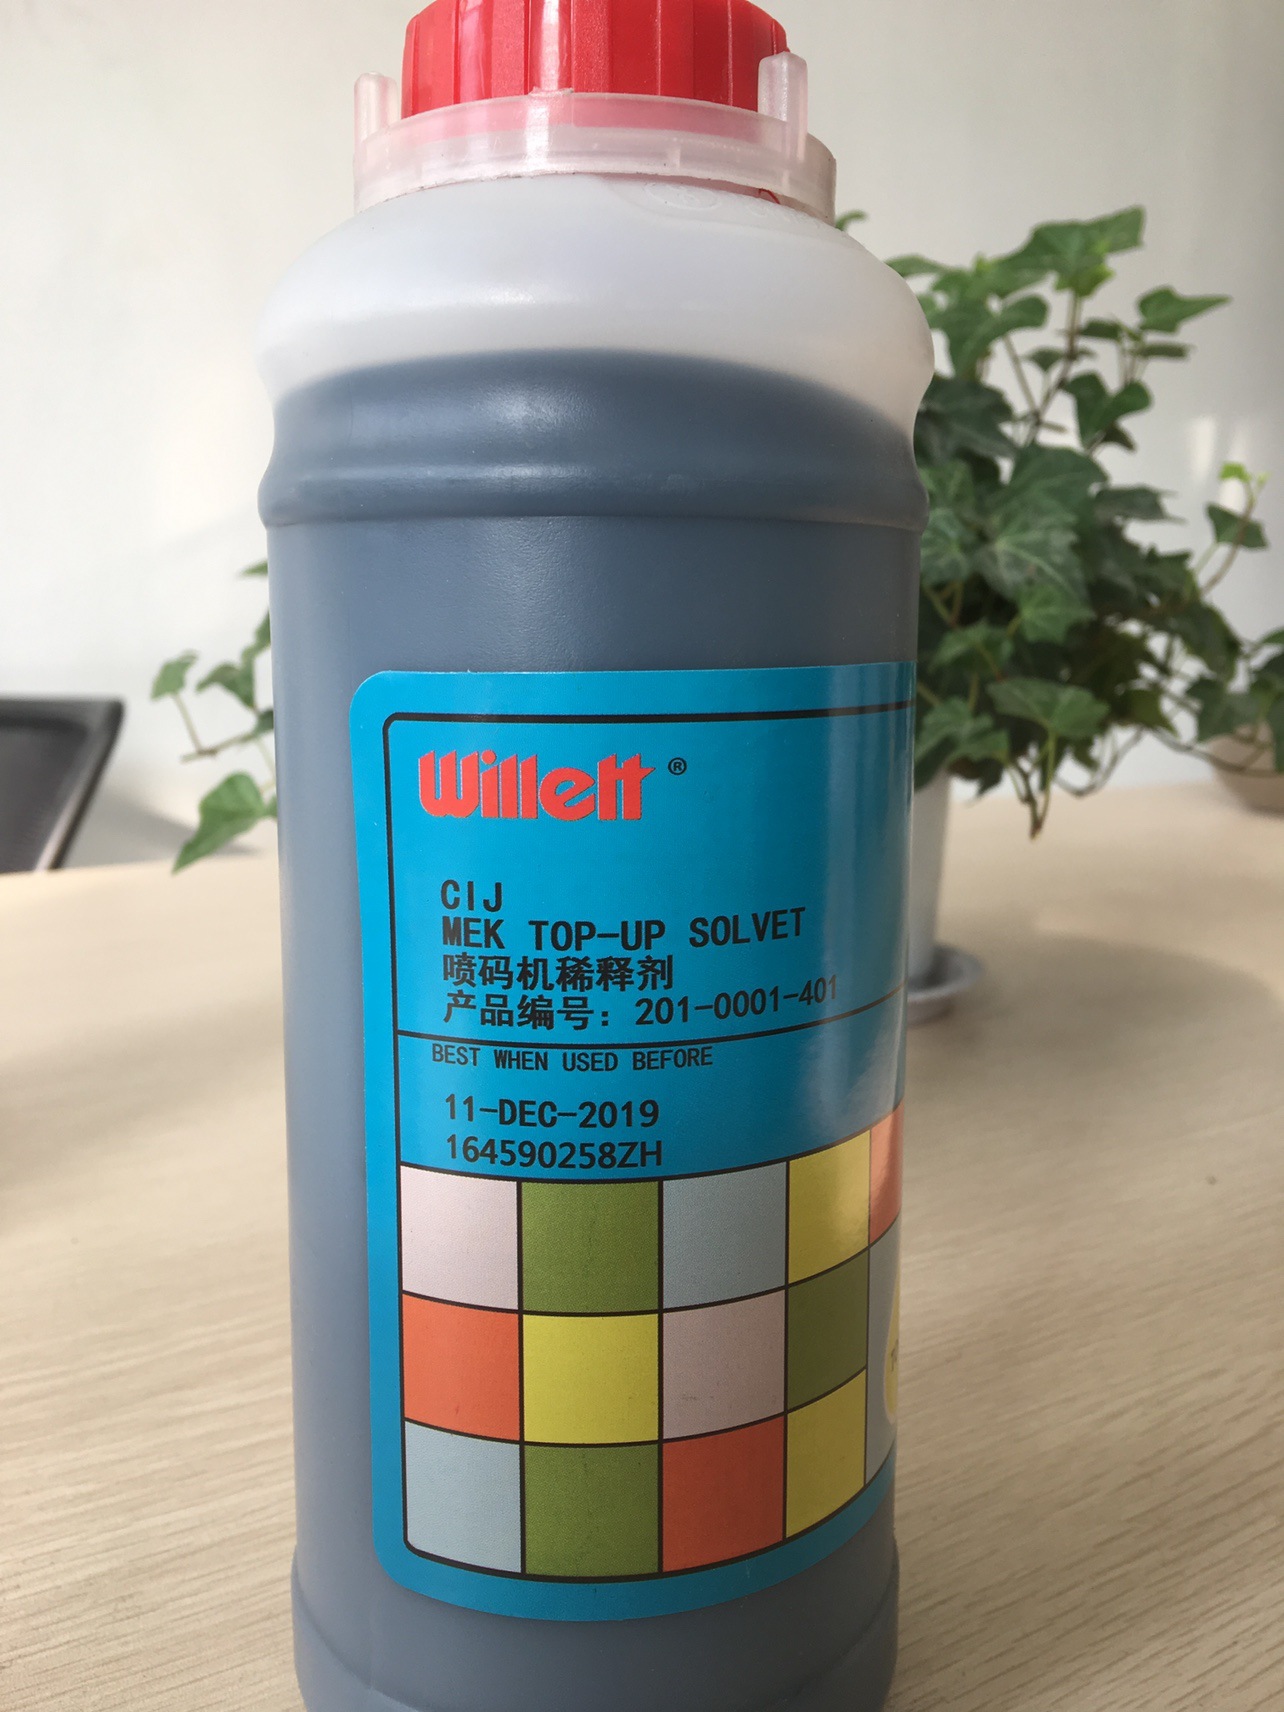 Willett®
CIJ
MEK TOP-UP SOLVET
喷码机稀释剂
产品编号: 201-0001-401
BEST WHEN USED BEFORE
11-DEC-2019
164590258ZH